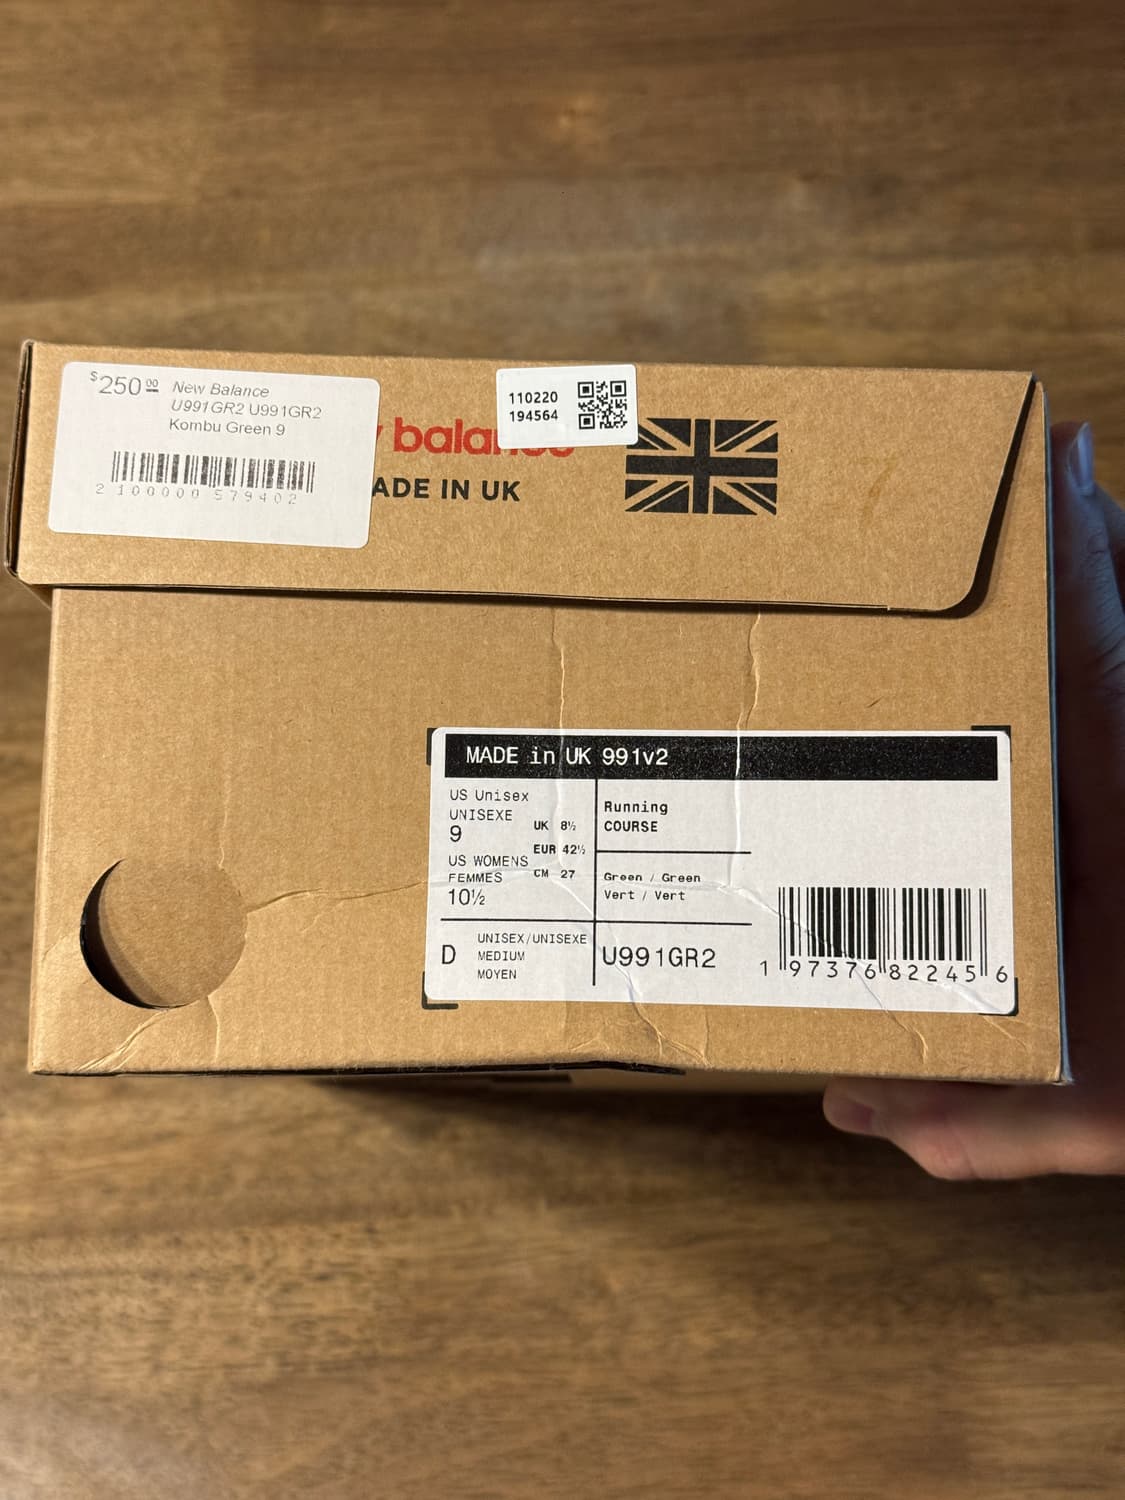 $250.00
New Balance
U991GR2 U991GR2
Kombu Green 9
2 100000 579402
110220
194564
MADE IN UK
MADE in UK 991v2
US Unisex
UNISEXE
9
UK 8½
EUR 42½
CM 27
US WOMENS
FEMMES
10½
Running
COURSE
Green / Green
Vert / Vert
D
UNISEX/UNISEXE
MEDIUM
MOYEN
U991GR2
1 97376 82245 6